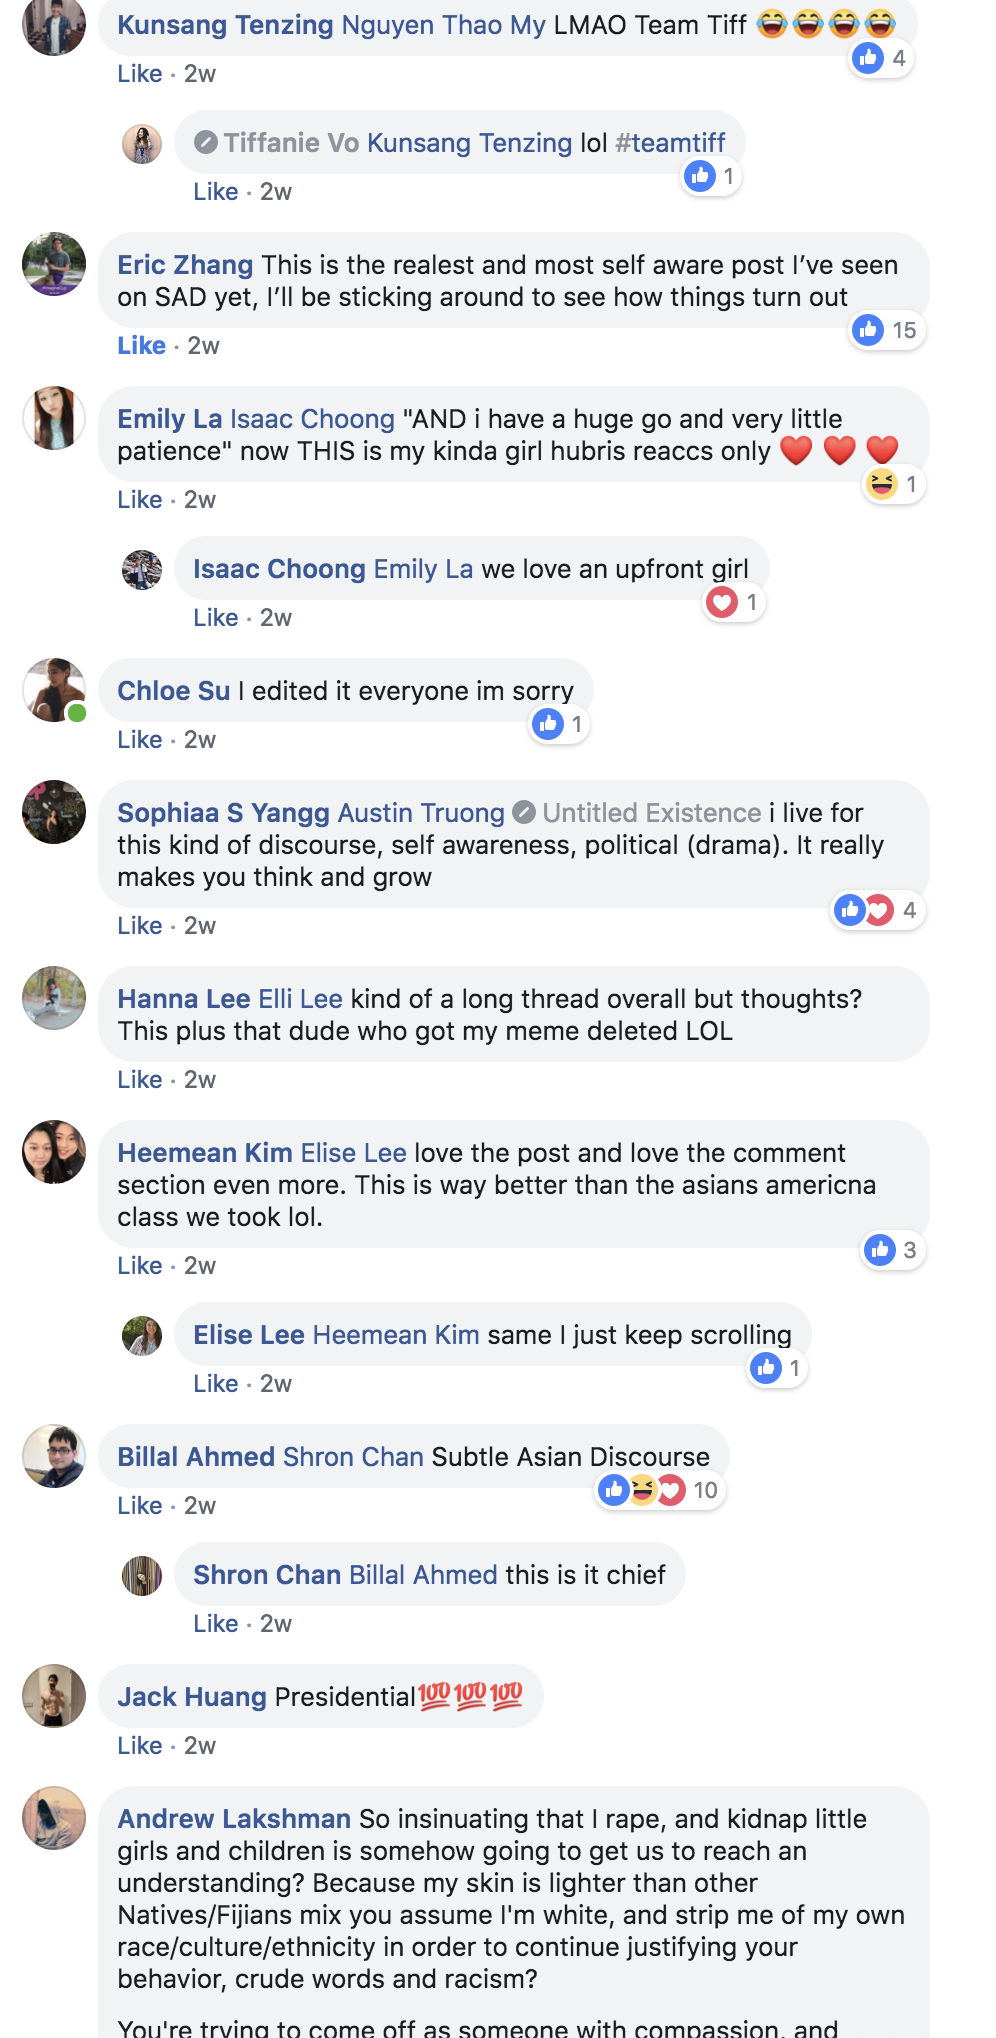 Kunsang Tenzing Nguyen Thao My LMAO Team Tiff 😂😂😂😂
4
Like · 2w
Tiffanie Vo Kunsang Tenzing lol #teamtiff
1
Like · 2w
Eric Zhang This is the realest and most self aware post I've seen
on SAD yet, I'll be sticking around to see how things turn out
15
Like · 2w
Emily La Isaac Choong "AND i have a huge go and very little
patience" now THIS is my kinda girl hubris reaccs only ❤️ ❤️ ❤️
1
Like · 2w
Isaac Choong Emily La we love an upfront girl
1
Like · 2w
Chloe Su I edited it everyone im sorry
1
Like · 2w
Sophiaa S Yangg Austin Truong Untitled Existence i live for
this kind of discourse, self awareness, political (drama). It really
makes you think and grow
4
Like · 2w
Hanna Lee Elli Lee kind of a long thread overall but thoughts?
This plus that dude who got my meme deleted LOL
Like · 2w
Heemean Kim Elise Lee love the post and love the comment
section even more. This is way better than the asians americna
class we took lol.
3
Like · 2w
Elise Lee Heemean Kim same I just keep scrolling
1
Like · 2w
Billal Ahmed Shron Chan Subtle Asian Discourse
10
Like · 2w
Shron Chan Billal Ahmed this is it chief
Like · 2w
Jack Huang Presidential💯💯💯
Like · 2w
Andrew Lakshman So insinuating that I rape, and kidnap little
girls and children is somehow going to get us to reach an
understanding? Because my skin is lighter than other
Natives/Fijians mix you assume I'm white, and strip me of my own
race/culture/ethnicity in order to continue justifying your
behavior, crude words and racism?
You're trying to come off as someone with compassion, and